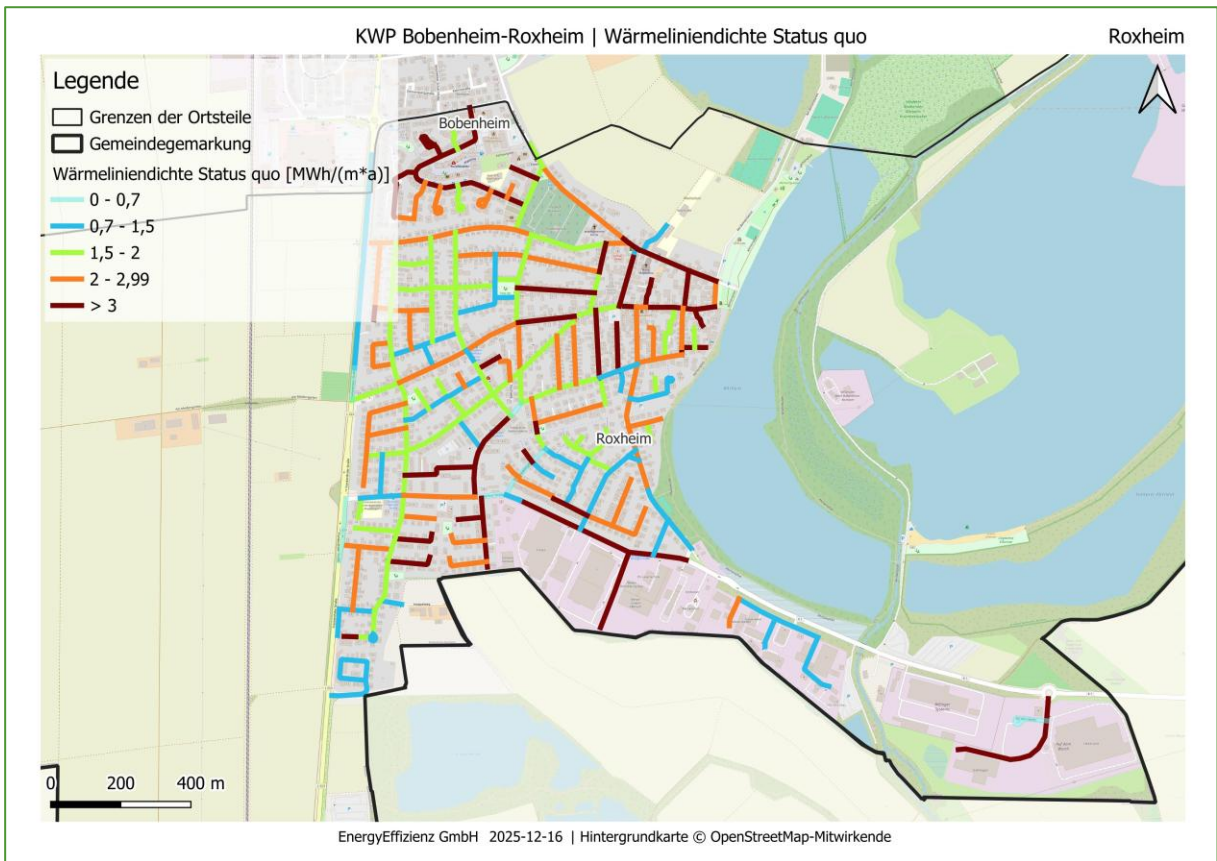 KWP Bobenheim-Roxheim | Wärmeliniendichte Status quo
Roxheim
Legende
Grenzen der Ortsteile
Gemeindegemarkung
Wärmeliniendichte Status quo [MWh/(m*a)]
0 - 0,7
0,7 - 1,5
1,5 - 2
2 - 2,99
> 3
Bobenheim
Roxheim
0 200 400 m
EnergyEffizienz GmbH 2025-12-16 | Hintergrundkarte © OpenStreetMap-Mitwirkende